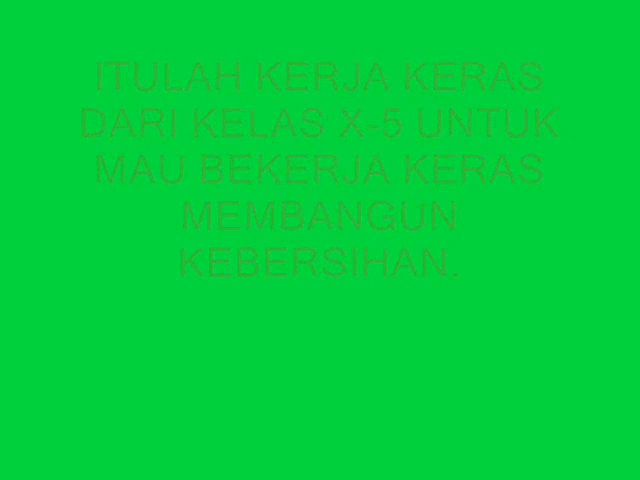 ITULAH KERJA KERAS
DARI KELAS X-5 UNTUK
MAU BEKERJA KERAS
MEMBANGUN
KEBERSIHAN.